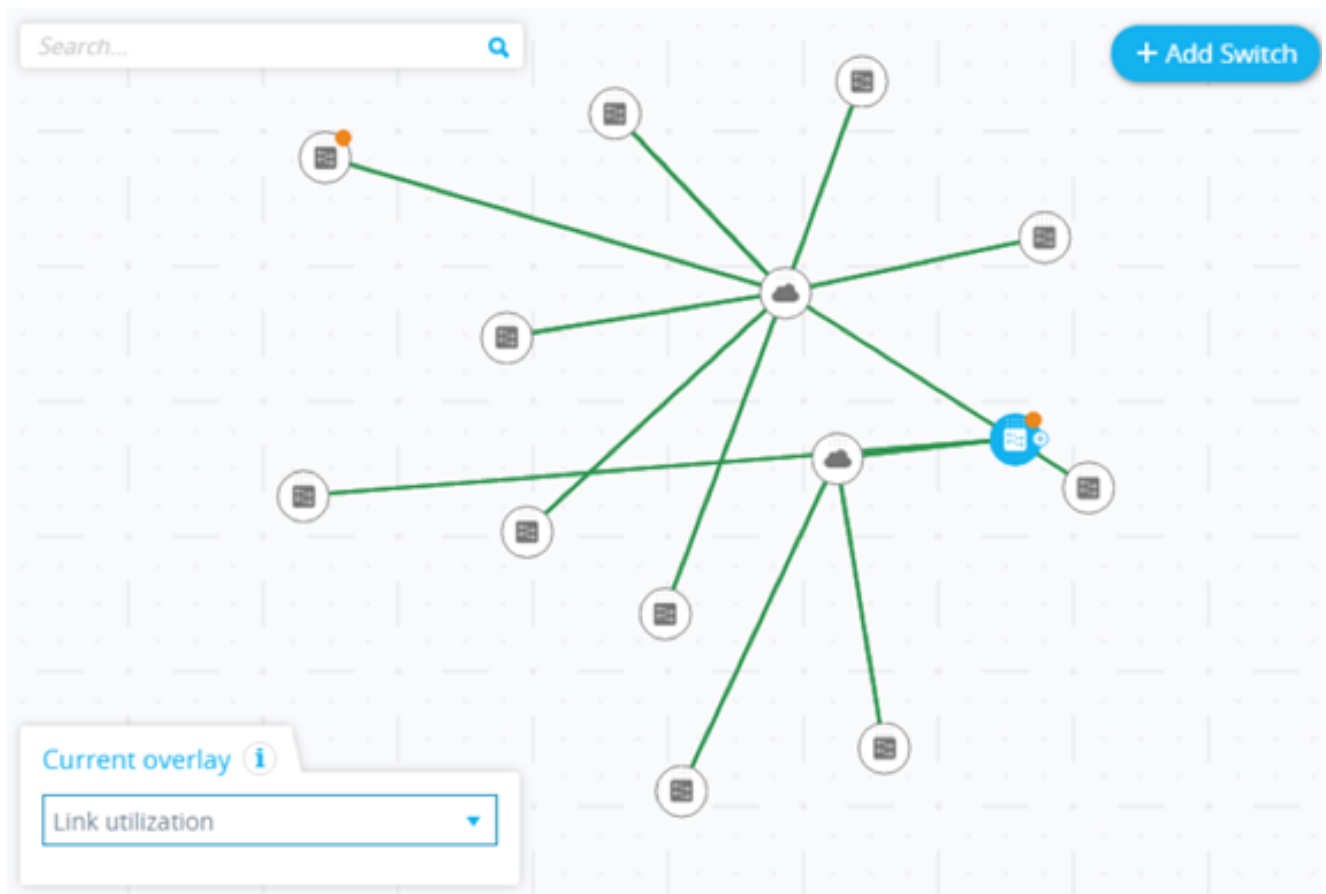 Search...
+ Add Switch
Current overlay i
Link utilization